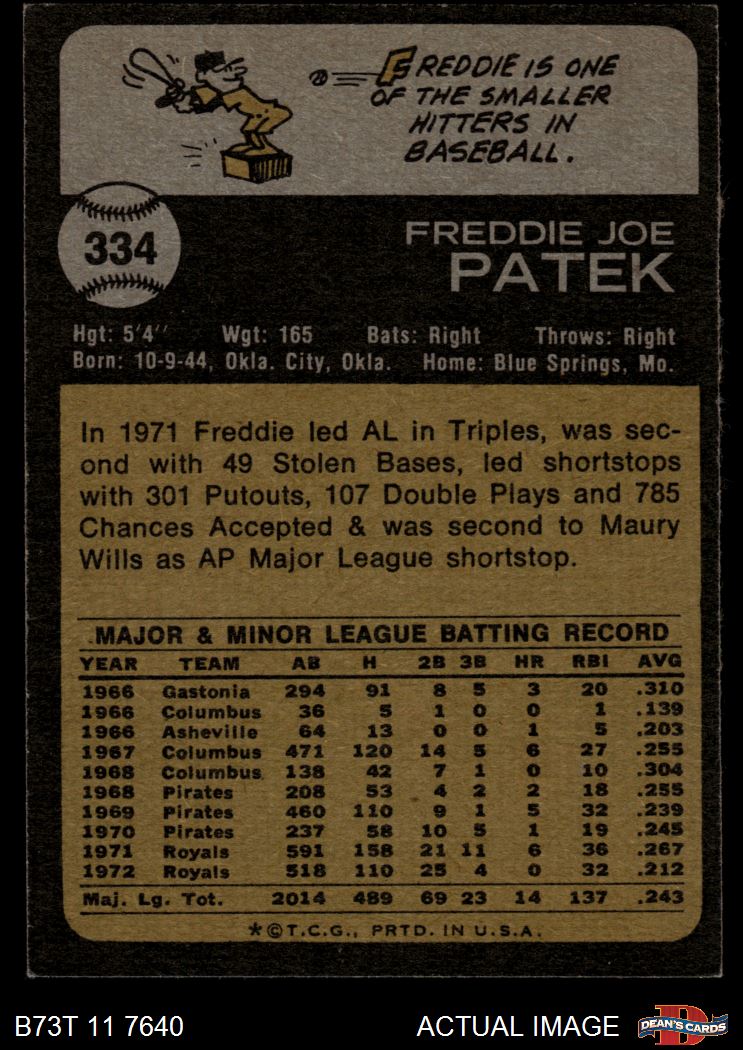 FREDDIE IS ONE
OF THE SMALLER
HITTERS IN
BASEBALL.
334
FREDDIE JOE
PATEK
Hgt: 5'4" Wgt: 165 Bats: Right Throws: Right
Born: 10-9-44, Okla. City, Okla. Home: Blue Springs, Mo.
In 1971 Freddie led AL in Triples, was sec-
ond with 49 Stolen Bases, led shortstops
with 301 Putouts, 107 Double Plays and 785
Chances Accepted & was second to Maury
Wills as AP Major League shortstop.
MAJOR & MINOR LEAGUE BATTING RECORD
YEAR TEAM AB H 2B 3B HR RBI AVG
1966 Gastonia 294 91 8 5 3 20 .310
1966 Columbus 36 5 1 0 0 1 .139
1966 Asheville 64 13 0 0 1 5 .203
1967 Columbus 471 120 14 5 6 27 .255
1968 Columbus 138 42 7 1 0 10 .304
1968 Pirates 208 53 4 2 2 18 .255
1969 Pirates 460 110 9 1 5 32 .239
1970 Pirates 237 58 10 5 1 19 .245
1971 Royals 591 158 21 11 6 36 .267
1972 Royals 518 110 25 4 0 32 .212
Maj. Lg. Tot. 2014 489 69 23 14 137 .243
*©T.C.G., PRTD. IN U.S.A.
B73T 11 7640 ACTUAL IMAGE D DEAN'S CARDS